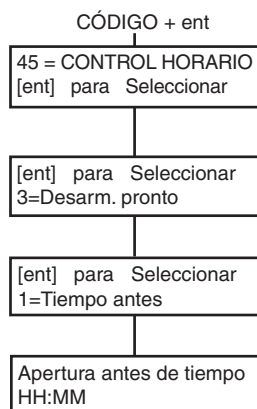 CÓDIGO + ent
45 = CONTROL HORARIO
[ent] para Seleccionar
[ent] para Seleccionar
3=Desarm. pronto
[ent] para Seleccionar
1=Tiempo antes
Apertura antes de tiempo
HH:MM